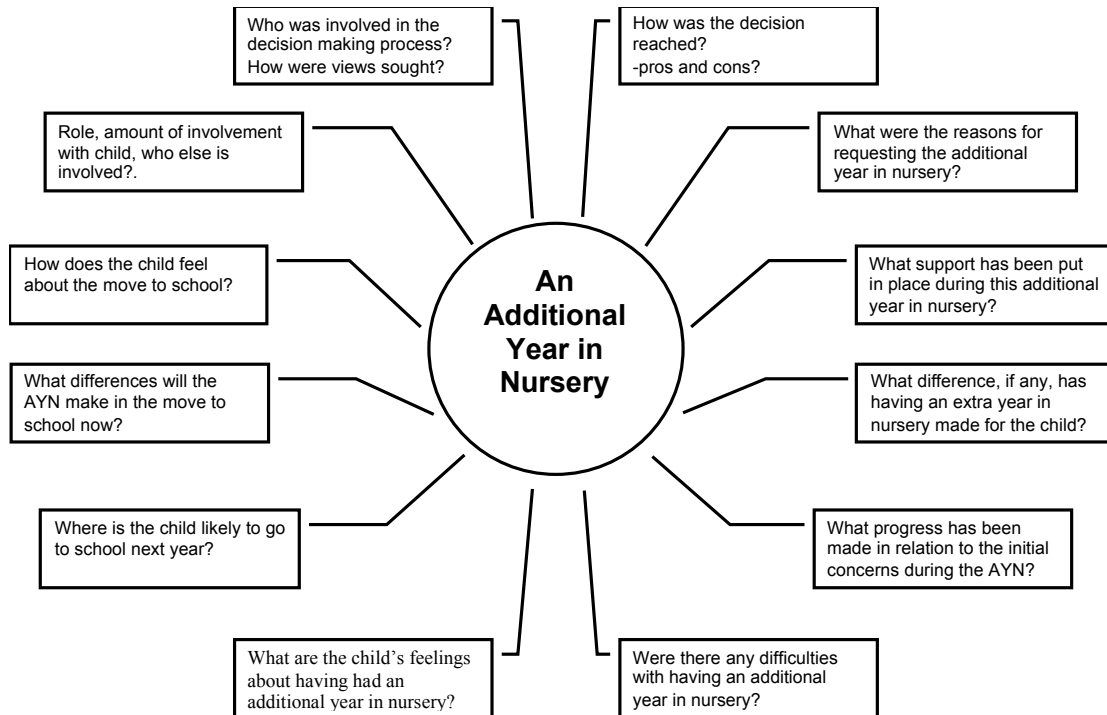 Who was involved in the
decision making process?
How were views sought?
How was the decision
reached?
-pros and cons?
Role, amount of involvement
with child, who else is
involved?.
What were the reasons for
requesting the additional
year in nursery?
How does the child feel
about the move to school?
An
Additional
Year in
Nursery
What support has been put
in place during this additional
year in nursery?
What differences will the
AYN make in the move to
school now?
What difference, if any, has
having an extra year in
nursery made for the child?
Where is the child likely to go
to school next year?
What progress has been
made in relation to the initial
concerns during the AYN?
What are the child’s feelings
about having had an
additional year in nursery?
Were there any difficulties
with having an additional
year in nursery?